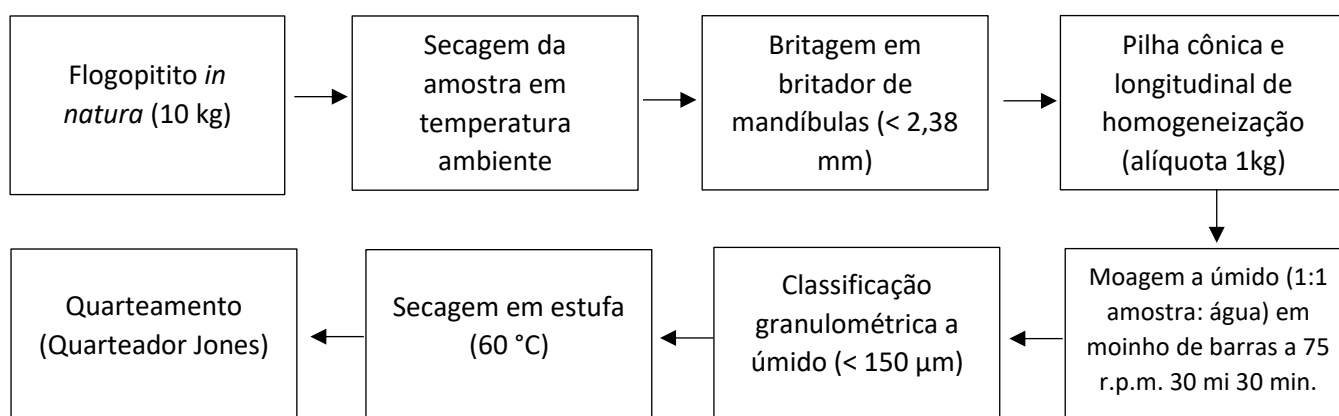 Flogopitito in
natura (10 kg)
Secagem da
amostra em
temperatura
ambiente
Britagem em
britador de
mandíbulas (< 2,38
mm)
Pilha cônica e
longitudinal de
homogeneização
(alíquota 1kg)
Moagem a úmido (1:1
amostra: água) em
moinho de barras a 75
r.p.m. 30 mi 30 min.
Classificação
granulométrica a
úmido (< 150 µm)
Secagem em estufa
(60 °C)
Quarteamento
(Quarteador Jones)